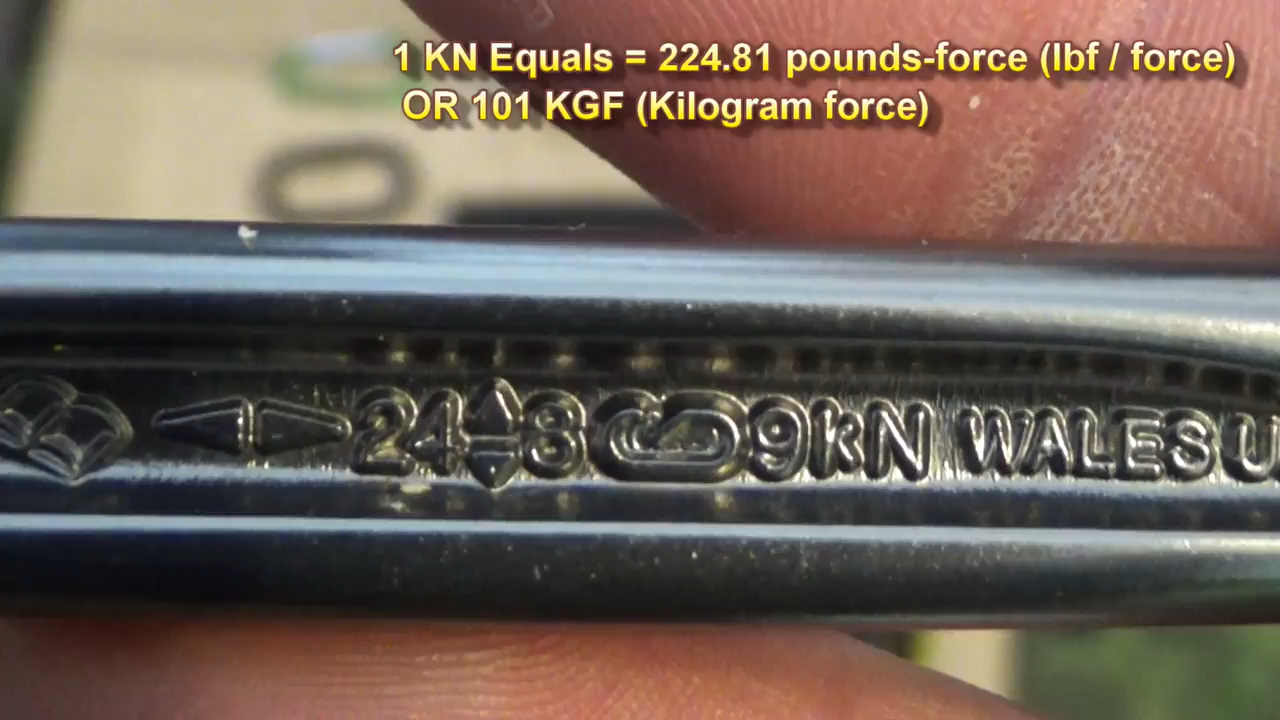 1 KN Equals = 224.81 pounds-force (lbf / force)
OR 101 KGF (Kilogram force)
24 8 9kN WALES U